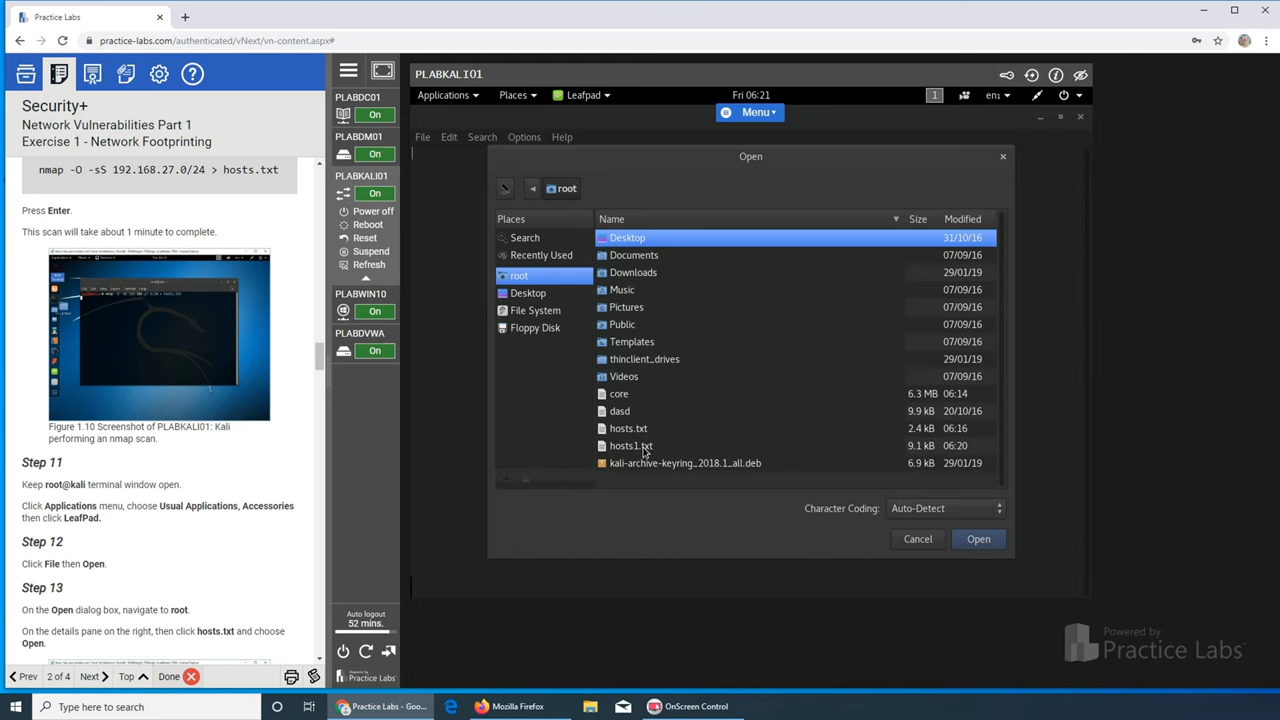 Practice Labs
practice-labs.com/authenticated/vNext/vn-content.aspx#
Security+
Network Vulnerabilities Part 1
Exercise 1 - Network Footprinting
nmap -O -sS 192.168.27.0/24 > hosts.txt
Press Enter.
This scan will take about 1 minute to complete.
Figure 1.10 Screenshot of PLABKALI01: Kali
performing an nmap scan.
Step 11
Keep root@kali terminal window open.
Click Applications menu, choose Usual Applications, Accessories
then click LeafPad.
Step 12
Click File then Open.
Step 13
On the Open dialog box, navigate to root.
On the details pane on the right, then click hosts.txt and choose
Open.
Prev
2 of 4
Next
Top
Done
PLABDC01
On
PLABDM01
On
PLABKALI01
On
Power off
Reboot
Reset
Suspend
Refresh
PLABWIN10
On
PLABDVWA
On
Auto logout
52 mins.
Powered by
Practice Labs
PLABKALI01
Applications
Places
Leafpad
Fri 06:21
1
en1
Menu
File Edit Search Options Help
Open
root
Places
Search
Recently Used
root
Desktop
File System
Floppy Disk
Name Size Modified
Desktop 31/10/16
Documents 07/09/16
Downloads 29/01/19
Music 07/09/16
Pictures 07/09/16
Public 07/09/16
Templates 07/09/16
thinclient_drives 29/01/19
Videos 07/09/16
core 6.3 MB 06:14
dasd 9.9 kB 20/10/16
hosts.txt 2.4 kB 06:16
hosts1.txt 9.1 kB 06:20
kali-archive-keyring_2018.1_all.deb 6.9 kB 29/01/19
Character Coding: Auto-Detect
Cancel
Open
Powered by
Practice Labs
Type here to search
Practice Labs - Goo...
Mozilla Firefox
OnScreen Control